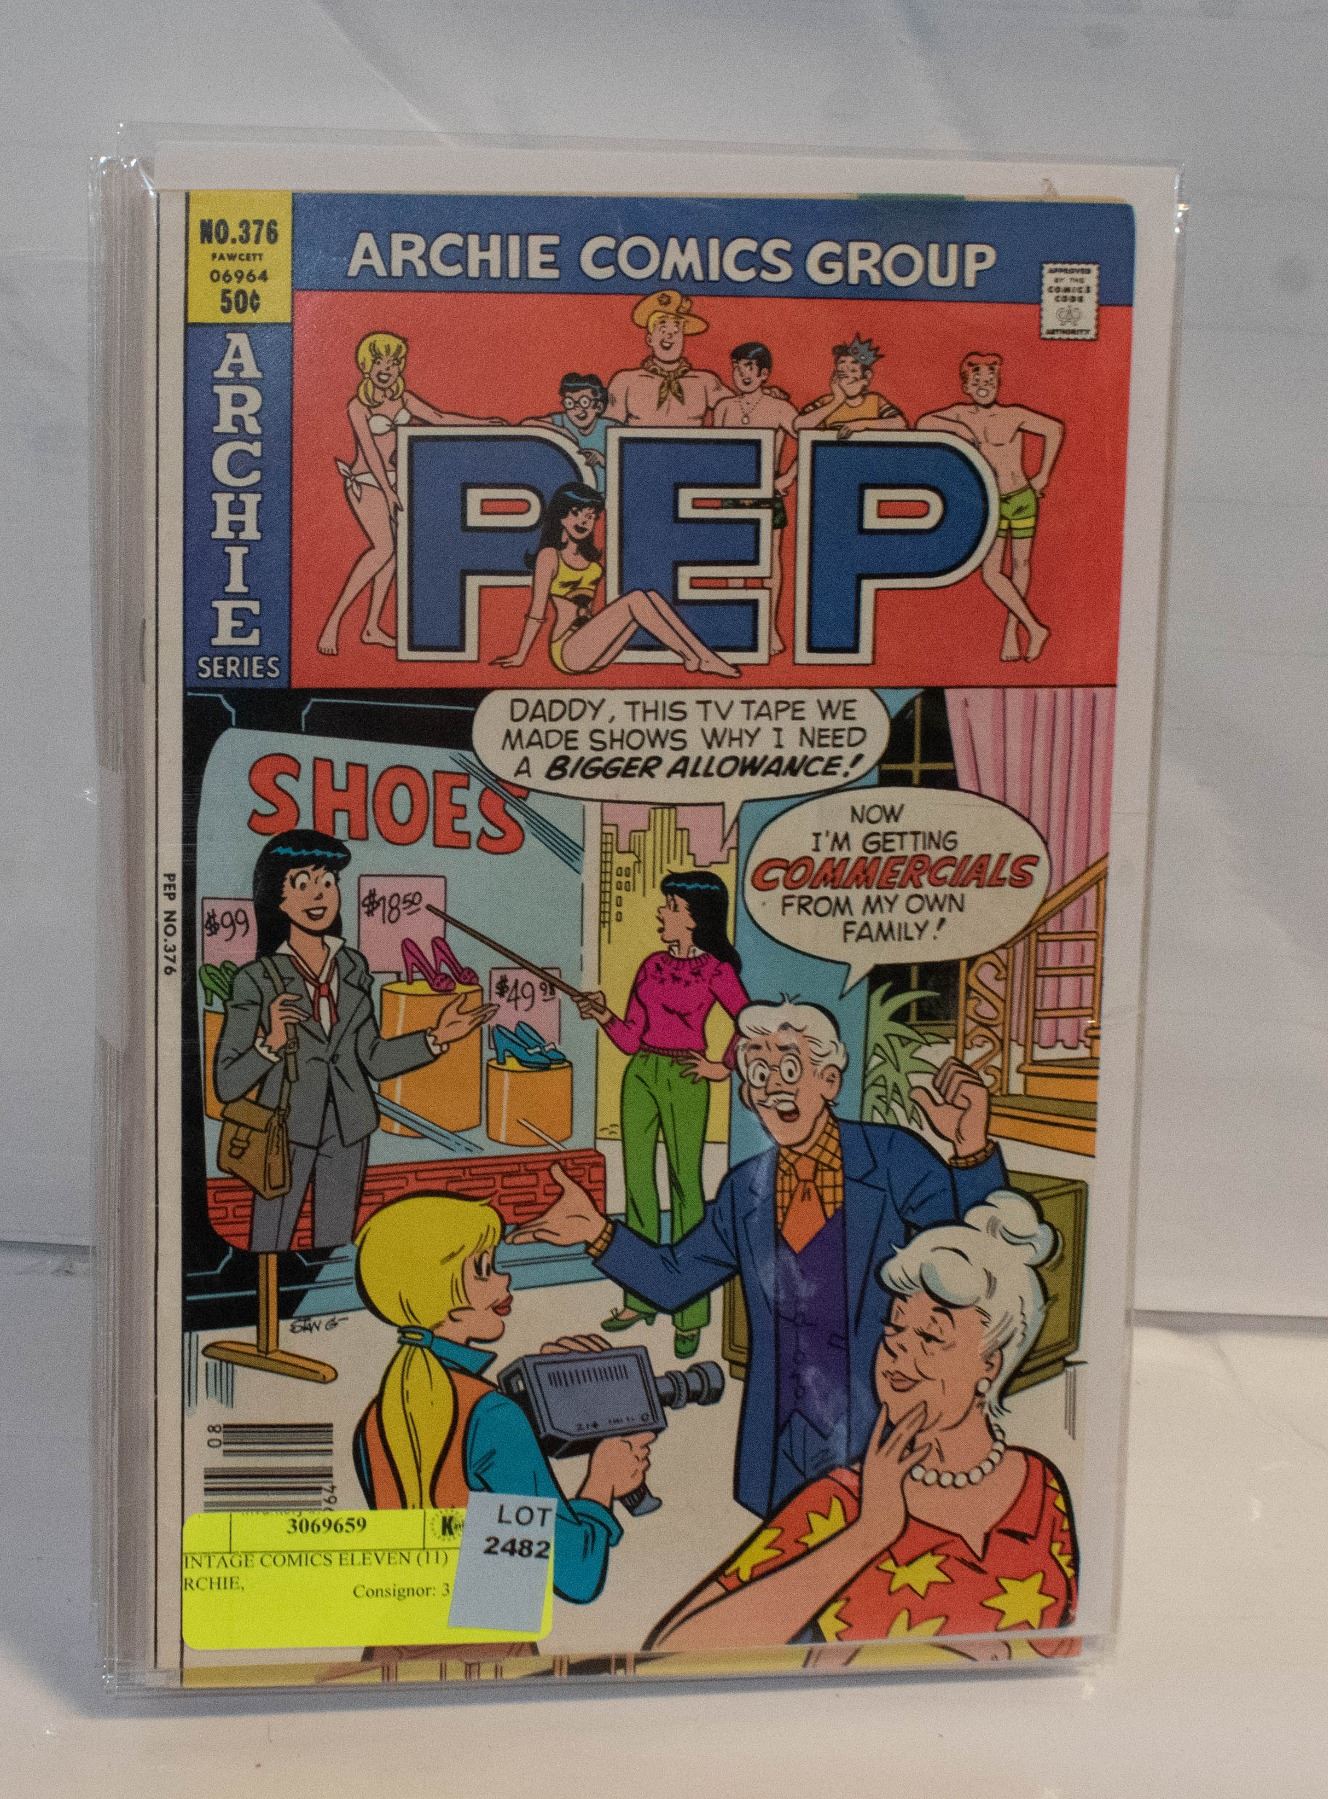 NO.376
FAWCETT
06964
50¢
ARCHIE
SERIES
ARCHIE COMICS GROUP
APPROVED
BY THE
COMICS
CODE
CA
AUTHORITY
PEP
DADDY, THIS TV TAPE WE
MADE SHOWS WHY I NEED
A BIGGER ALLOWANCE!
NOW
I'M GETTING
COMMERCIALS
FROM MY OWN
FAMILY!
SHOES
$99
$18.50
$49.98
PEP NO.376
STAN G-
08
3069659
INTAGE COMICS ELEVEN (11)
RCHIE,
Consignor: 3
LOT
2482